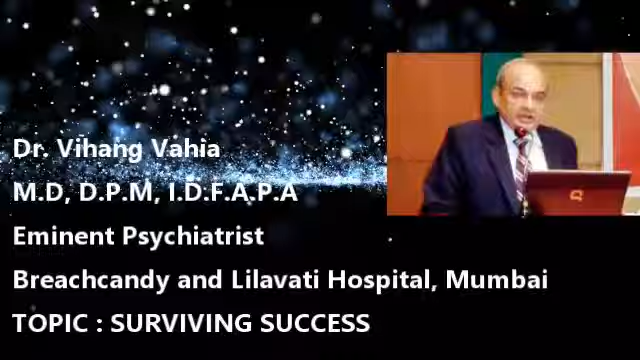 Dr. Vihang Vahia
M.D, D.P.M, I.D.F.A.P.A
Eminent Psychiatrist
Breachcandy and Lilavati Hospital, Mumbai
TOPIC : SURVIVING SUCCESS